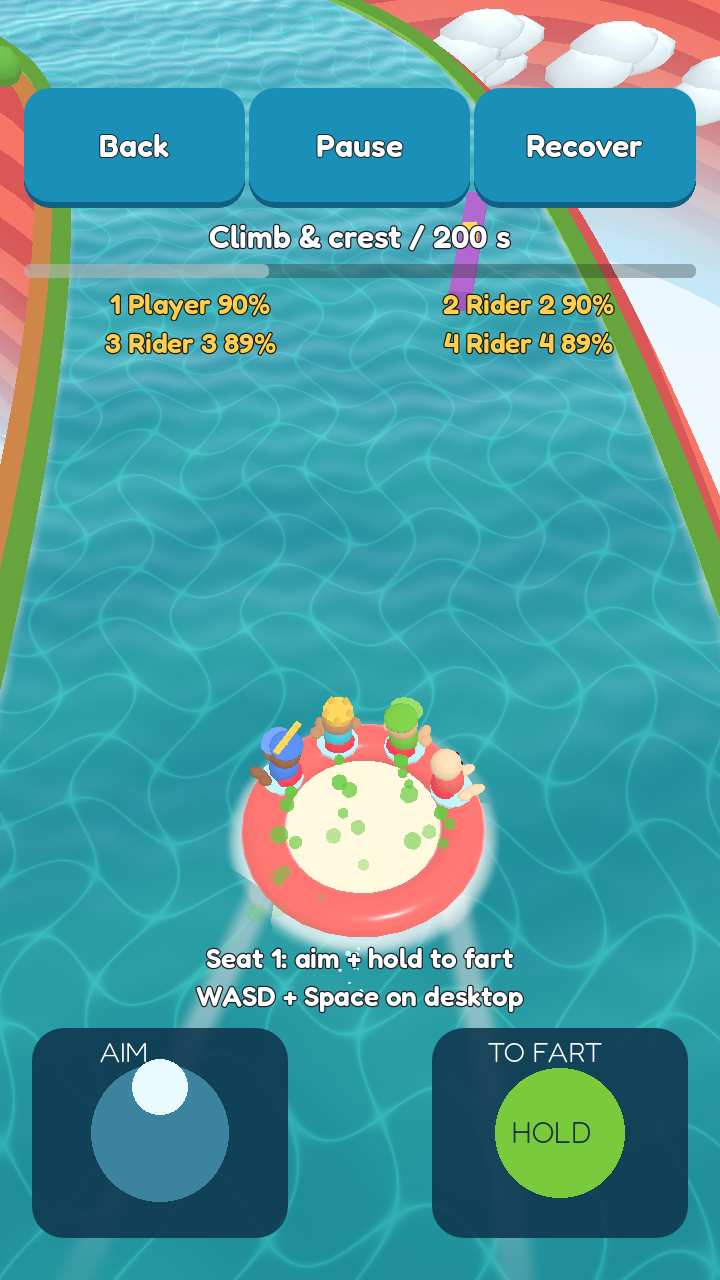 Back
Pause
Recover
Climb & crest / 200 s
1 Player 90%
2 Rider 2 90%
3 Rider 3 89%
4 Rider 4 89%
Seat 1: aim + hold to fart
WASD + Space on desktop
AIM
TO FART
HOLD